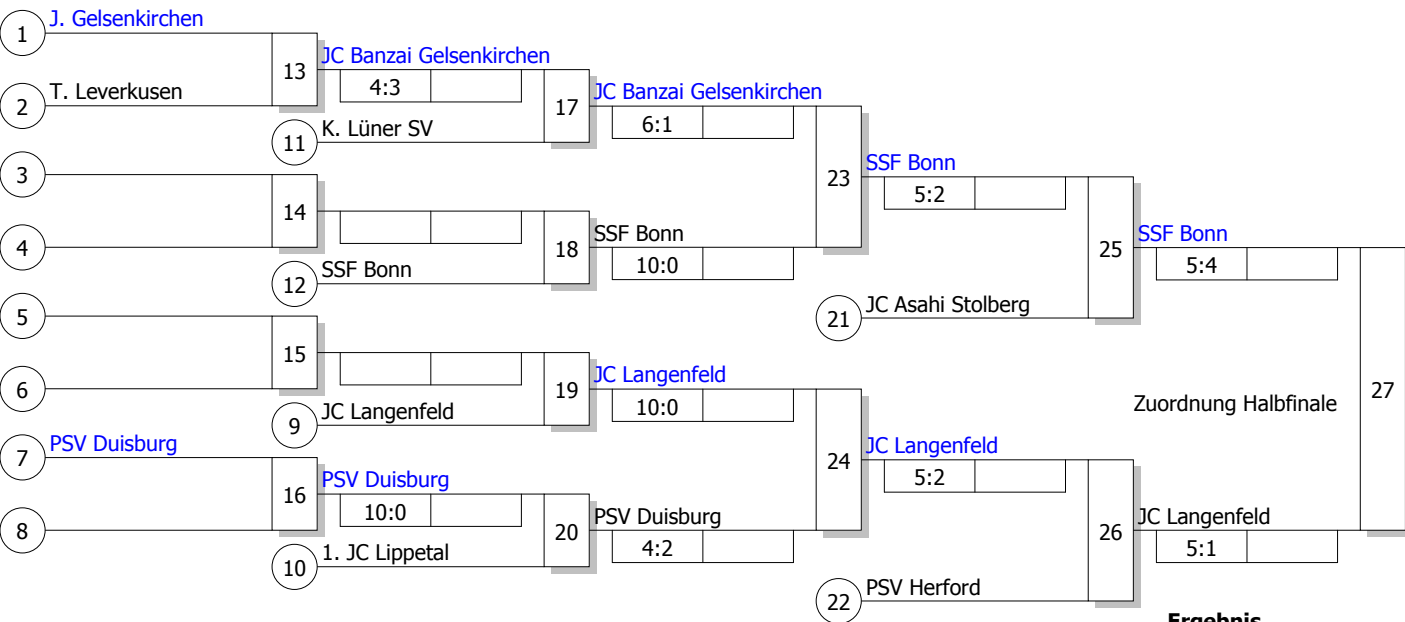 J. Gelsenkirchen
1
13
JC Banzai Gelsenkirchen
4:3
T. Leverkusen
2
17
JC Banzai Gelsenkirchen
6:1
K. Lüner SV
11
3
23
SSF Bonn
5:2
14
4
18
SSF Bonn
10:0
25
SSF Bonn
5:4
SSF Bonn
12
5
21
JC Asahi Stolberg
15
6
19
JC Langenfeld
10:0
Zuordnung Halbfinale
27
JC Langenfeld
9
PSV Duisburg
7
24
JC Langenfeld
5:2
16
PSV Duisburg
10:0
8
20
PSV Duisburg
4:2
26
JC Langenfeld
5:1
1. JC Lippetal
10
22
PSV Herford
Ergebnis